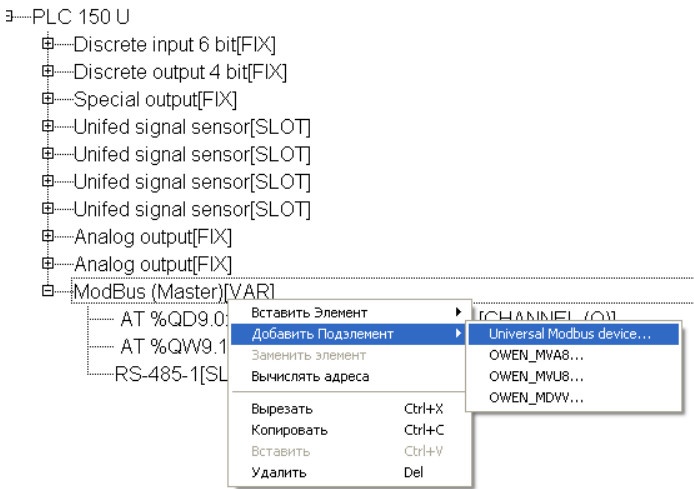 PLC 150 U
Discrete input 6 bit[FIX]
Discrete output 4 bit[FIX]
Special output[FIX]
Unifed signal sensor[SLOT]
Unifed signal sensor[SLOT]
Unifed signal sensor[SLOT]
Unifed signal sensor[SLOT]
Analog output[FIX]
Analog output[FIX]
ModBus (Master)[VAR]
AT %QD9.0: [CHANNEL (Q)]
AT %QW9.1
RS-485-1[SL
Вставить Элемент
Добавить Подэлемент
Заменить элемент
Вычислять адреса
Вырезать Ctrl+X
Копировать Ctrl+C
Вставить Ctrl+V
Удалить Del
Universal Modbus device...
OWEN_MVA8...
OWEN_MVU8...
OWEN_MDVV...